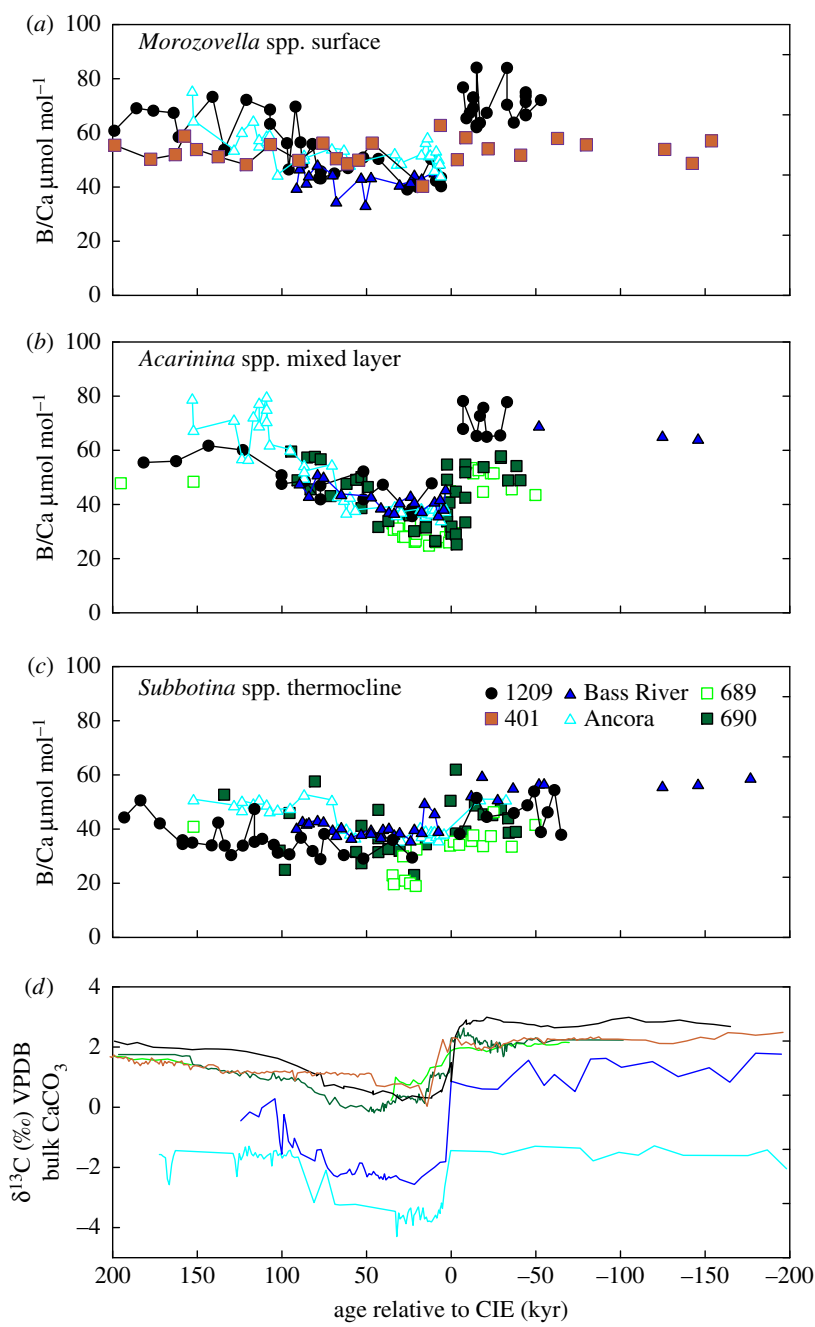 (a)
Morozovella spp. surface
100
80
60
40
20
0
B/Ca µmol mol⁻¹
(b)
Acarinina spp. mixed layer
100
80
60
40
20
0
B/Ca µmol mol⁻¹
(c)
Subbotina spp. thermocline
1209 Bass River 689
401 Ancora 690
100
80
60
40
20
0
B/Ca µmol mol⁻¹
(d)
4
2
0
−2
−4
δ¹³C (‰) VPDB
bulk CaCO₃
200 150 100 50 0 −50 −100 −150 −200
age relative to CIE (kyr)